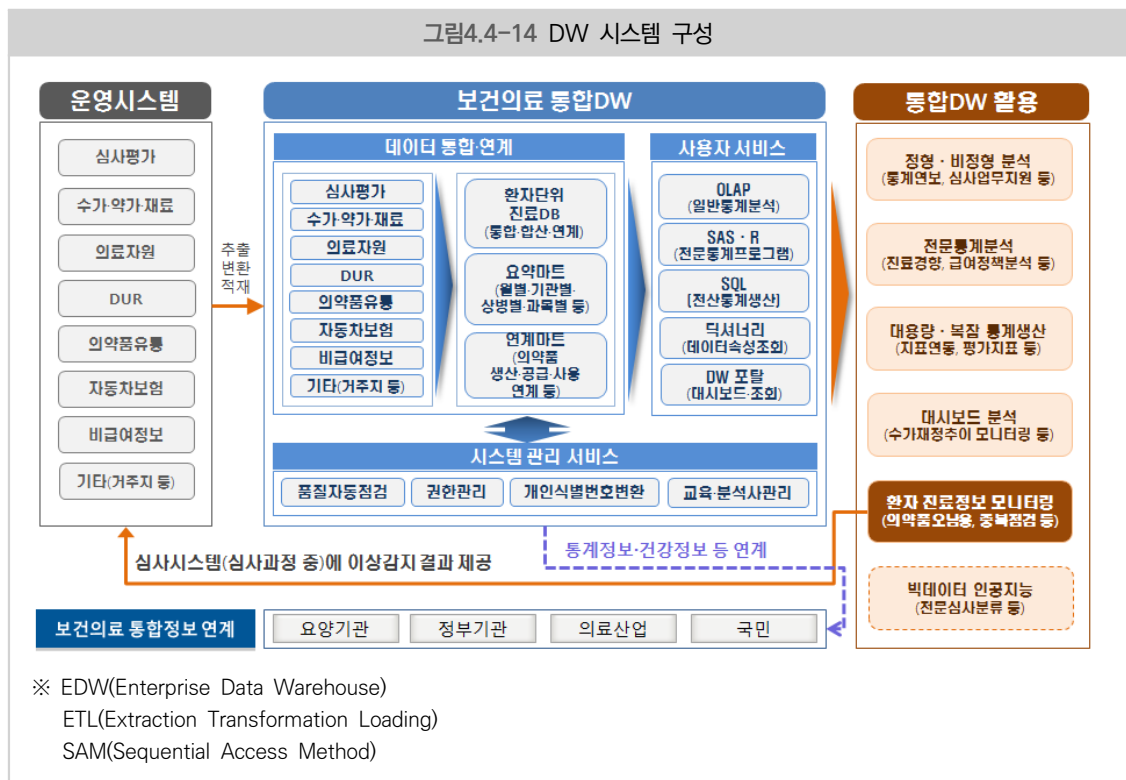 그림4.4-14 DW 시스템 구성
운영시스템
심사평가
수가·약가·재료
의료자원
DUR
의약품유통
자동차보험
비급여정보
기타(거주지 등)
추출
변환
적재
보건의료 통합DW
데이터 통합·연계
심사평가
수가·약가·재료
의료자원
DUR
의약품유통
자동차보험
비급여정보
기타(거주지 등)
환자단위
진료DB
(통합·합산·연계)
요약마트
(월별·기관별·
상병별·과목별 등)
연계마트
(의약품
생산·공급·사용
연계 등)
사용자 서비스
OLAP
(일반통계분석)
SAS · R
(전문통계프로그램)
SQL
[전산통계생산]
딕셔너리
(데이터속성조회)
DW 포탈
(대시보드·조회)
시스템 관리 서비스
품질자동점검
권한관리
개인식별번호변환
교육·분석사관리
통합DW 활용
정형 · 비정형 분석
(통계연보, 심사업무지원 등)
전문통계분석
(진료경향, 급여정책분석 등)
대용량 · 복잡 통계생산
(지표연동, 평가지표 등)
대시보드 분석
(수가재정추이 모니터링 등)
환자 진료정보 모니터링
(의약품오남용, 중복점검 등)
빅데이터 인공지능
(전문심사분류 등)
통계정보·건강정보 등 연계
심사시스템(심사과정 중)에 이상감지 결과 제공
보건의료 통합정보 연계
요양기관
정부기관
의료산업
국민
※ EDW(Enterprise Data Warehouse)
ETL(Extraction Transformation Loading)
SAM(Sequential Access Method)